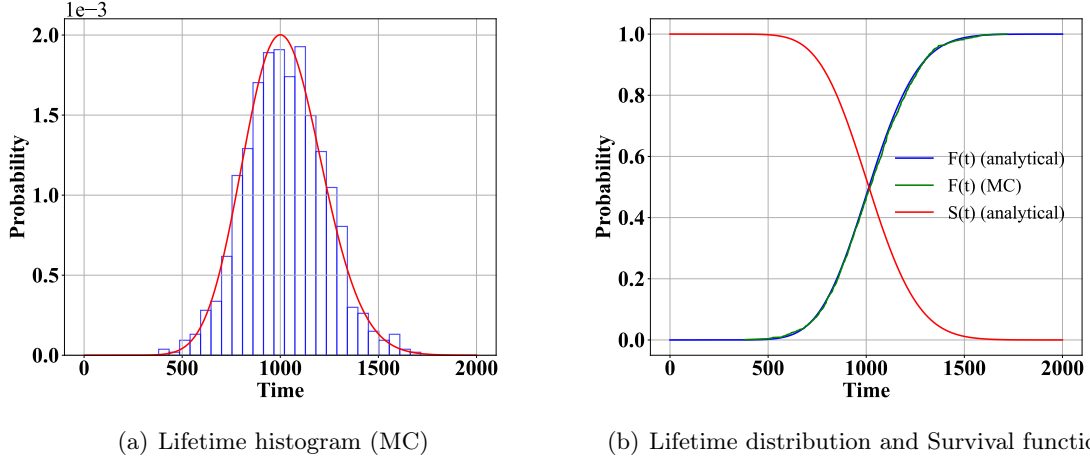 1e−3
2.0
1.5
1.0
0.5
0.0
Probability
500
1000
1500
2000
Time
(a) Lifetime histogram (MC)
1.0
0.8
0.6
0.4
0.2
0.0
Probability
F(t) (analytical)
F(t) (MC)
S(t) (analytical)
0
500
1000
1500
2000
Time
(b) Lifetime distribution and Survival functi